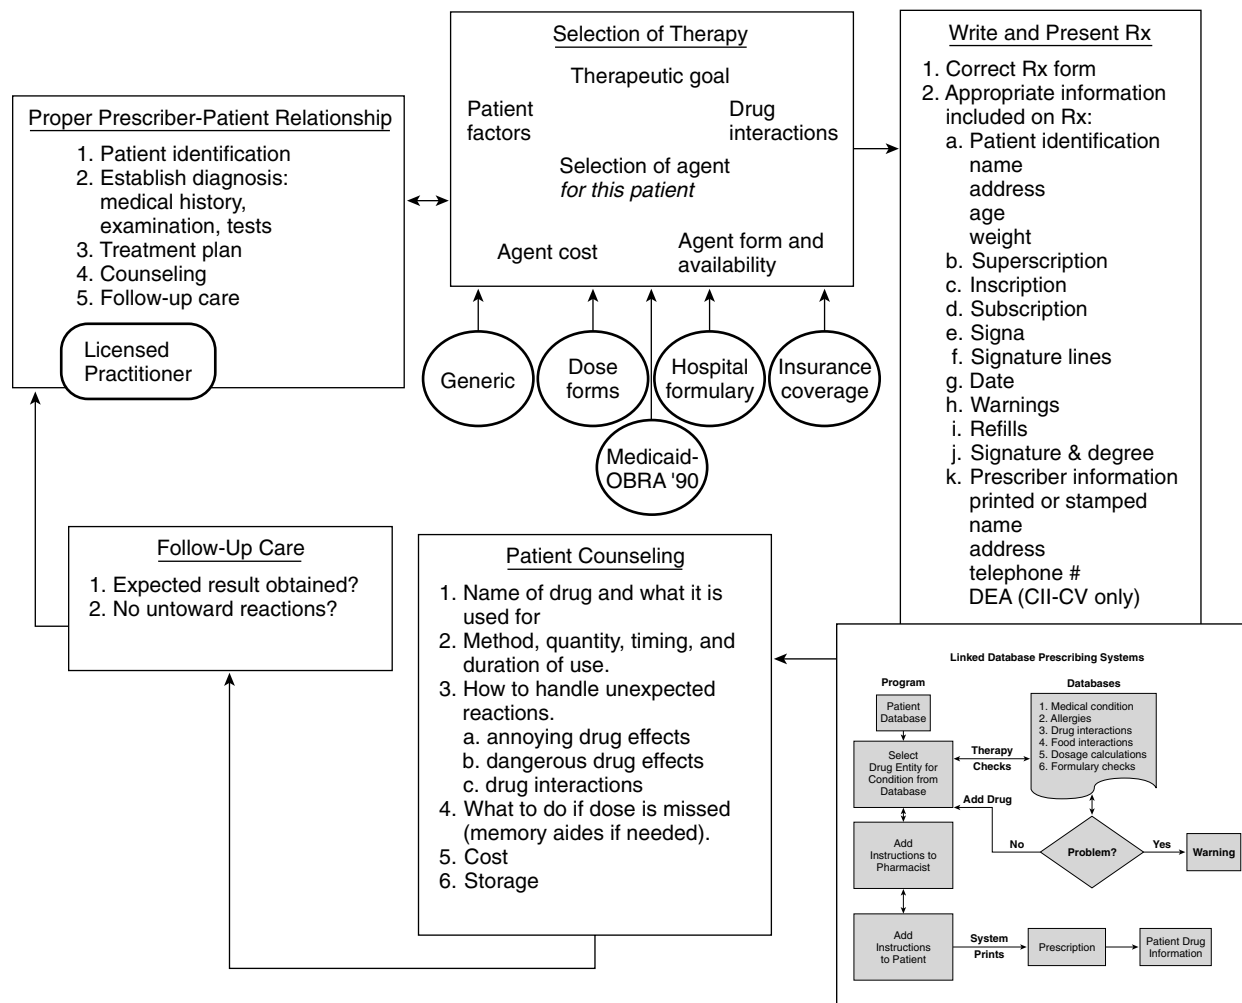 Proper Prescriber-Patient Relationship
1. Patient identification
2. Establish diagnosis:
medical history,
examination, tests
3. Treatment plan
4. Counseling
5. Follow-up care
Licensed
Practitioner
Selection of Therapy
Therapeutic goal
Patient
factors
Drug
interactions
Selection of agent
for this patient
Agent cost
Agent form and
availability
Generic
Dose
forms
Hospital
formulary
Insurance
coverage
Medicaid-
OBRA '90
Write and Present Rx
1. Correct Rx form
2. Appropriate information
included on Rx:
a. Patient identification
name
address
age
weight
b. Superscription
c. Inscription
d. Subscription
e. Signa
f. Signature lines
g. Date
h. Warnings
i. Refills
j. Signature & degree
k. Prescriber information
printed or stamped
name
address
telephone #
DEA (CII-CV only)
Linked Database Prescribing Systems
Program
Patient
Database
Select
Drug Entity for
Condition from
Database
Therapy
Checks
Databases
1. Medical condition
2. Allergies
3. Drug interactions
4. Food interactions
5. Dosage calculations
6. Formulary checks
Add Drug
No
Problem?
Yes
Warning
Add
Instructions to
Pharmacist
Add
Instructions
to Patient
System
Prints
Prescription
Patient Drug
Information
Patient Counseling
1. Name of drug and what it is
used for
2. Method, quantity, timing, and
duration of use.
3. How to handle unexpected
reactions.
a. annoying drug effects
b. dangerous drug effects
c. drug interactions
4. What to do if dose is missed
(memory aides if needed).
5. Cost
6. Storage
Follow-Up Care
1. Expected result obtained?
2. No untoward reactions?